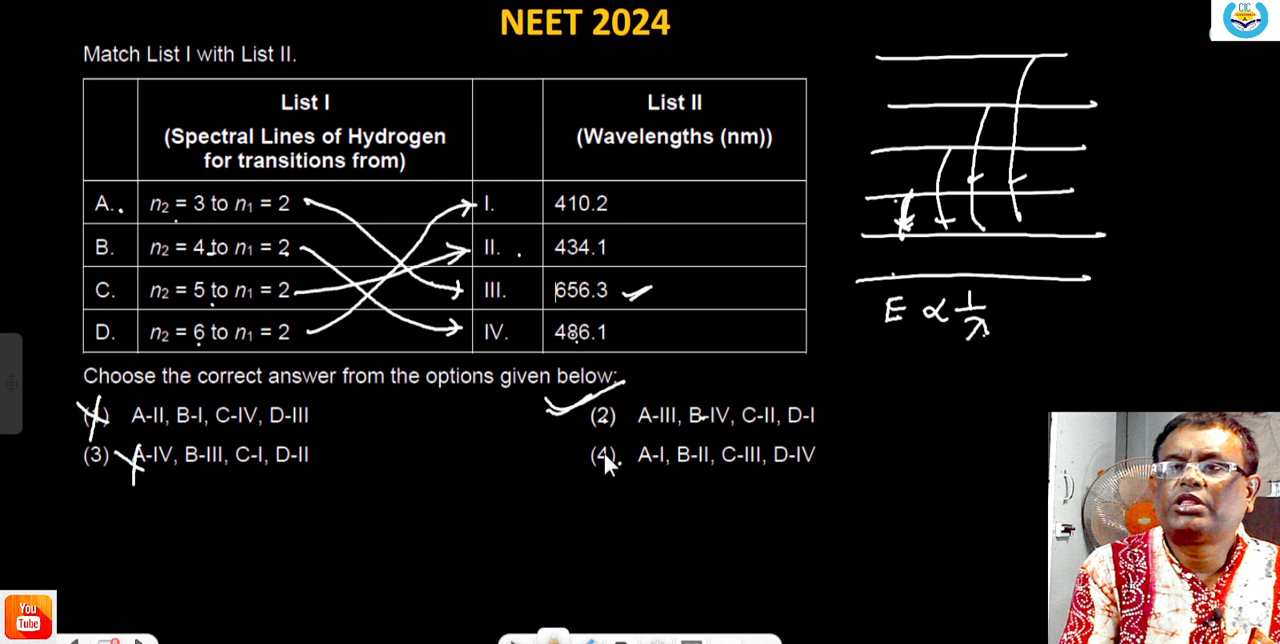 NEET 2024
CIC
Match List I with List II.
List I
(Spectral Lines of Hydrogen
for transitions from)
List II
(Wavelengths (nm))
A. n₂ = 3 to n₁ = 2 I. 410.2
B. n₂ = 4 to n₁ = 2 II. 434.1
C. n₂ = 5 to n₁ = 2 III. 656.3
D. n₂ = 6 to n₁ = 2 IV. 486.1
E ∝ 1/λ
Choose the correct answer from the options given below:
(1) A-II, B-I, C-IV, D-III (2) A-III, B-IV, C-II, D-I
(3) A-IV, B-III, C-I, D-II (4) A-I, B-II, C-III, D-IV
You
Tube